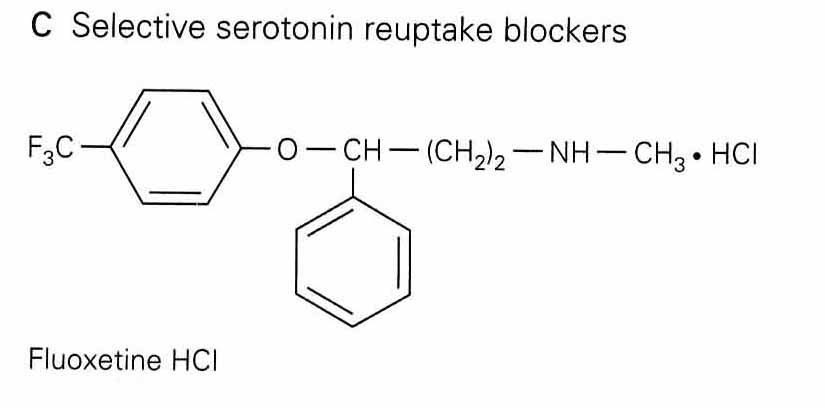 C Selective serotonin reuptake blockers
F₃C—O—CH—(CH₂)₂—NH—CH₃ • HCl
Fluoxetine HCl